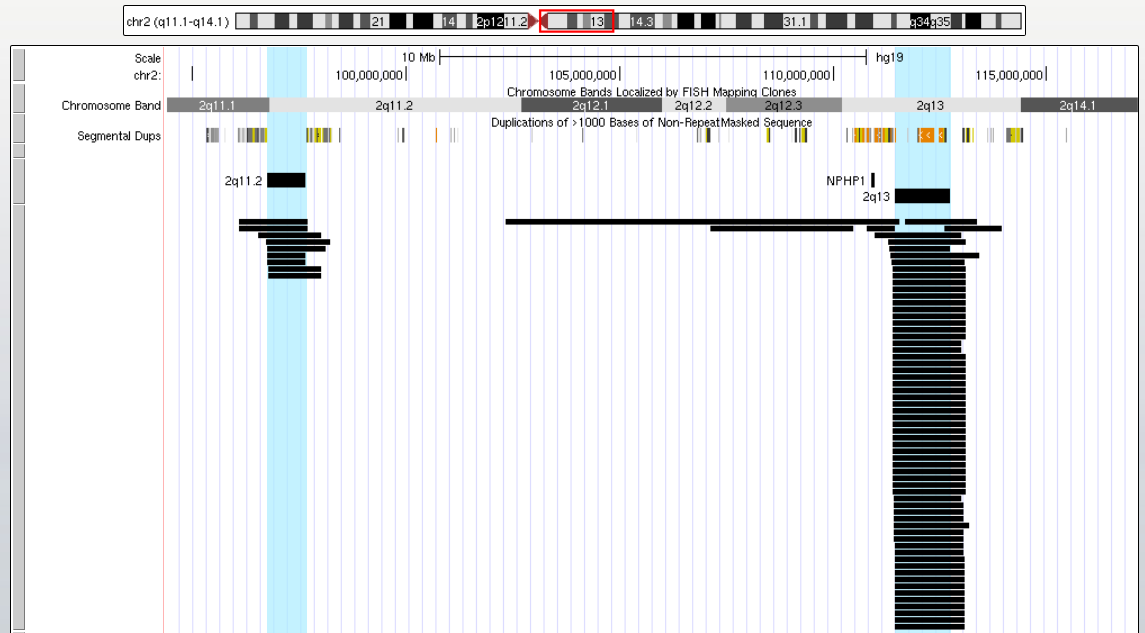 chr2 (q11.1-q14.1) 21 14 2p12 11.2 13 14.3 31.1 q34 q35
Scale 10 Mb hg19
chr2: 100,000,000 105,000,000 110,000,000 115,000,000
Chromosome Bands Localized by FISH Mapping Clones
Chromosome Band 2q11.1 2q11.2 2q12.1 2q12.2 2q12.3 2q13 2q14.1
Duplications of >1000 Bases of Non-RepeatMasked Sequence
Segmental Dups
2q11.2 NPHP1
2q13